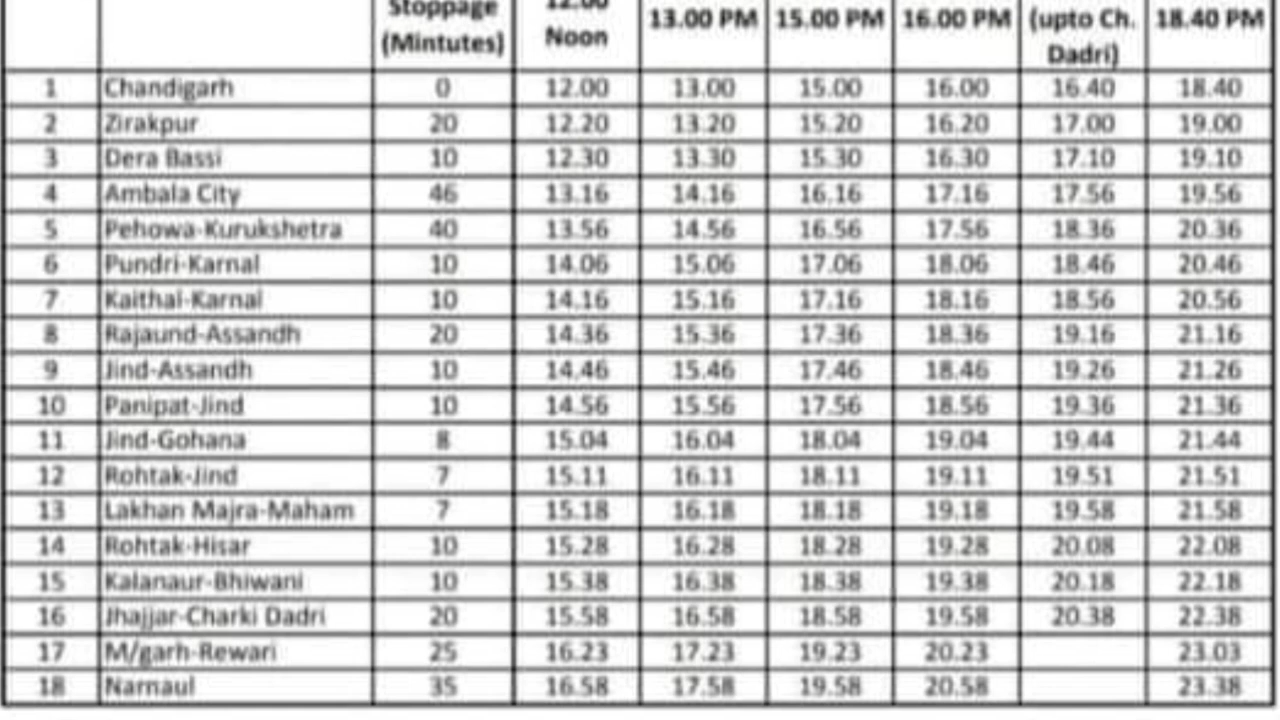 Stoppage (Mintutes) 12.00 Noon 13.00 PM 15.00 PM 16.00 PM (upto Ch. Dadri) 18.40 PM
1 Chandigarh 0 12.00 13.00 15.00 16.00 16.40 18.40
2 Zirakpur 20 12.20 13.20 15.20 16.20 17.00 19.00
3 Dera Bassi 10 12.30 13.30 15.30 16.30 17.10 19.10
4 Ambala City 46 13.16 14.16 16.16 17.16 17.56 19.56
5 Pehowa-Kurukshetra 40 13.56 14.56 16.56 17.56 18.36 20.36
6 Pundri-Karnal 10 14.06 15.06 17.06 18.06 18.46 20.46
7 Kaithal-Karnal 10 14.16 15.16 17.16 18.16 18.56 20.56
8 Rajaund-Assandh 20 14.36 15.36 17.36 18.36 19.16 21.16
9 Jind-Assandh 10 14.46 15.46 17.46 18.46 19.26 21.26
10 Panipat-Jind 10 14.56 15.56 17.56 18.56 19.36 21.36
11 Jind-Gohana 8 15.04 16.04 18.04 19.04 19.44 21.44
12 Rohtak-Jind 7 15.11 16.11 18.11 19.11 19.51 21.51
13 Lakhan Majra-Maham 7 15.18 16.18 18.18 19.18 19.58 21.58
14 Rohtak-Hisar 10 15.28 16.28 18.28 19.28 20.08 22.08
15 Kalanaur-Bhiwani 10 15.38 16.38 18.38 19.38 20.18 22.18
16 Jhajjar-Charki Dadri 20 15.58 16.58 18.58 19.58 20.38 22.38
17 M/garh-Rewari 25 16.23 17.23 19.23 20.23 23.03
18 Narnaul 35 16.58 17.58 19.58 20.58 23.38